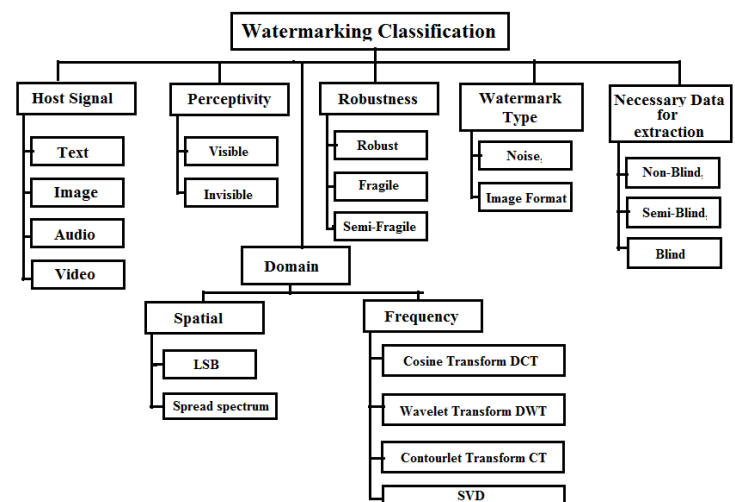 Watermarking Classification
Host Signal
Text
Image
Audio
Video
Perceptivity
Visible
Invisible
Robustness
Robust
Fragile
Semi-Fragile
Watermark
Type
Noise,
Image Format
Necessary Data
for
extraction
Non-Blind,
Semi-Blind,
Blind
Domain
Spatial
LSB
Spread spectrum
Frequency
Cosine Transform DCT
Wavelet Transform DWT
Contourlet Transform CT
SVD